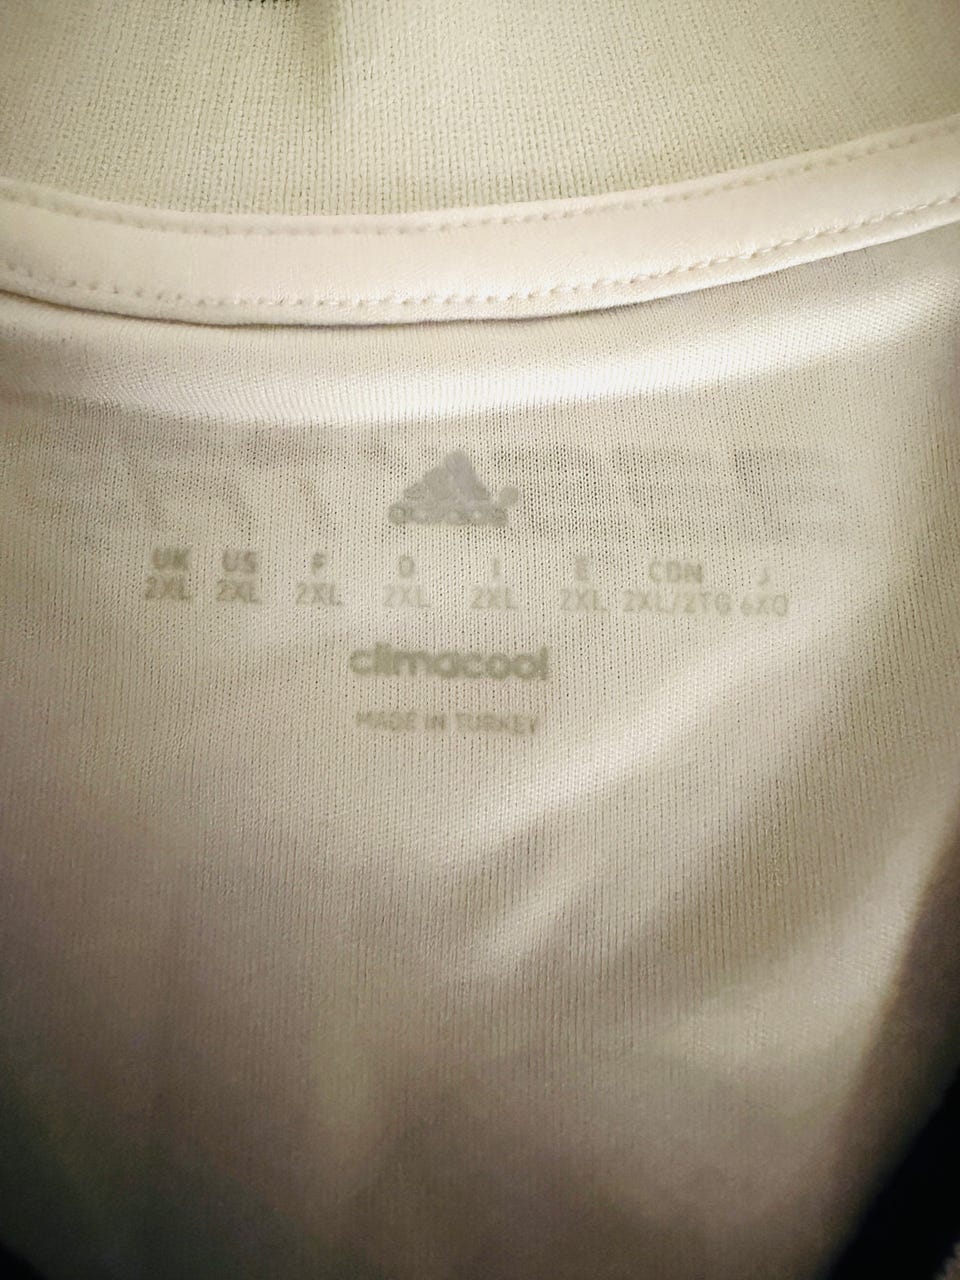 adidas
UK US F D I E CDN J
2XL 2XL 2XL 2XL 2XL 2XL 2XL/2TG 6XO
climacool
MADE IN TURKEY